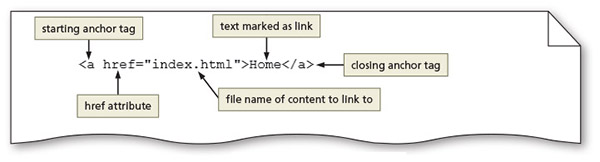 starting anchor tag
text marked as link
<a href="index.html">Home</a>
closing anchor tag
href attribute
file name of content to link to